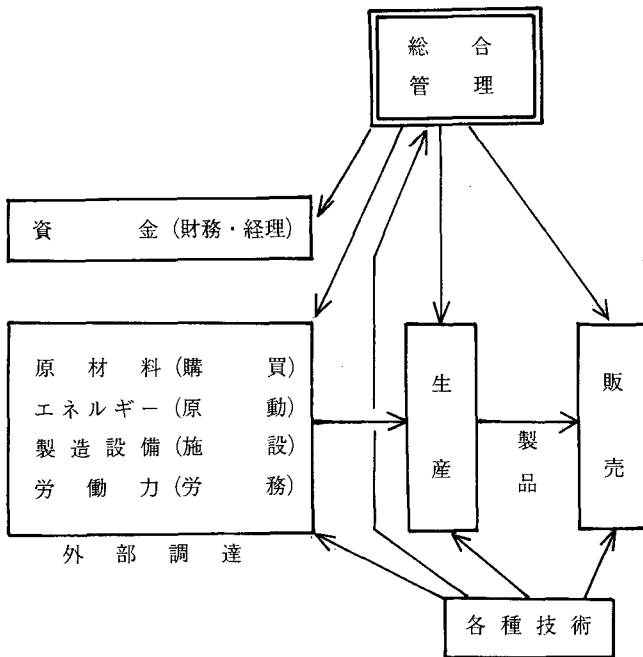 総合
管理
資金(財務・経理)
原材料(購買)
エネルギー(原動)
製造設備(施設)
労働力(労務)
外部調達
生産
製品
販売
各種技術